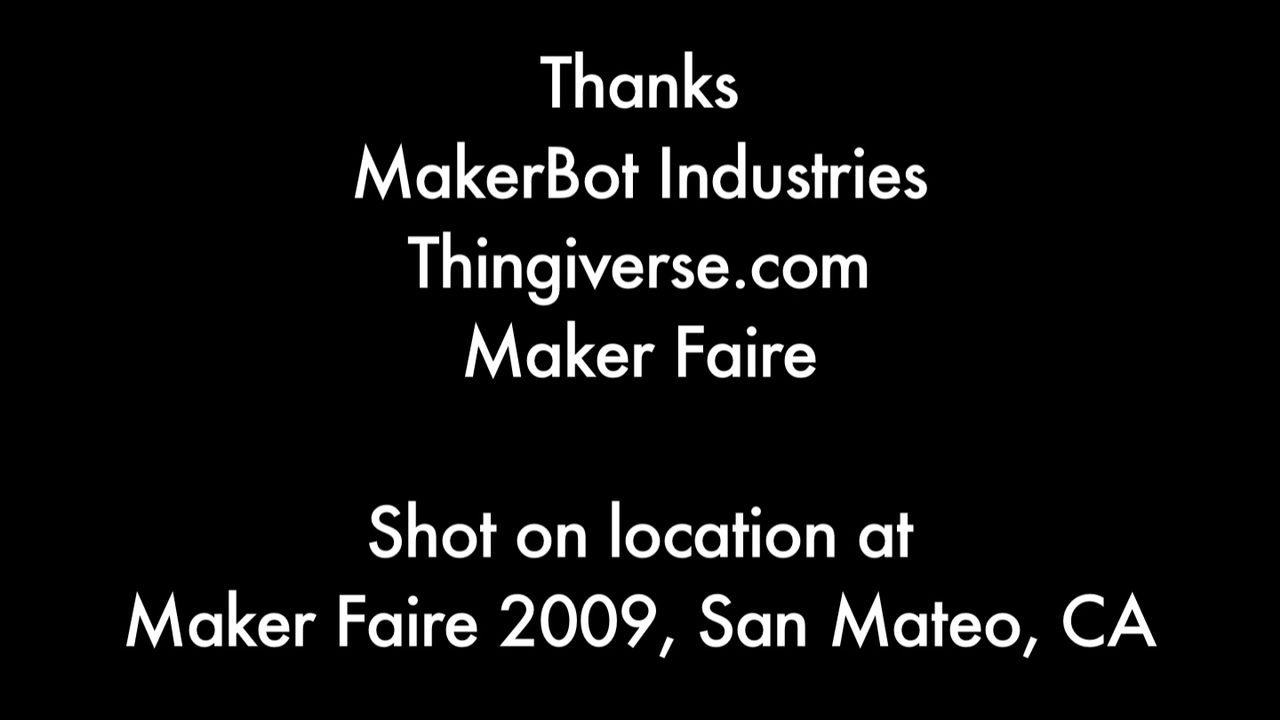 Thanks
MakerBot Industries
Thingiverse.com
Maker Faire
Shot on location at
Maker Faire 2009, San Mateo, CA